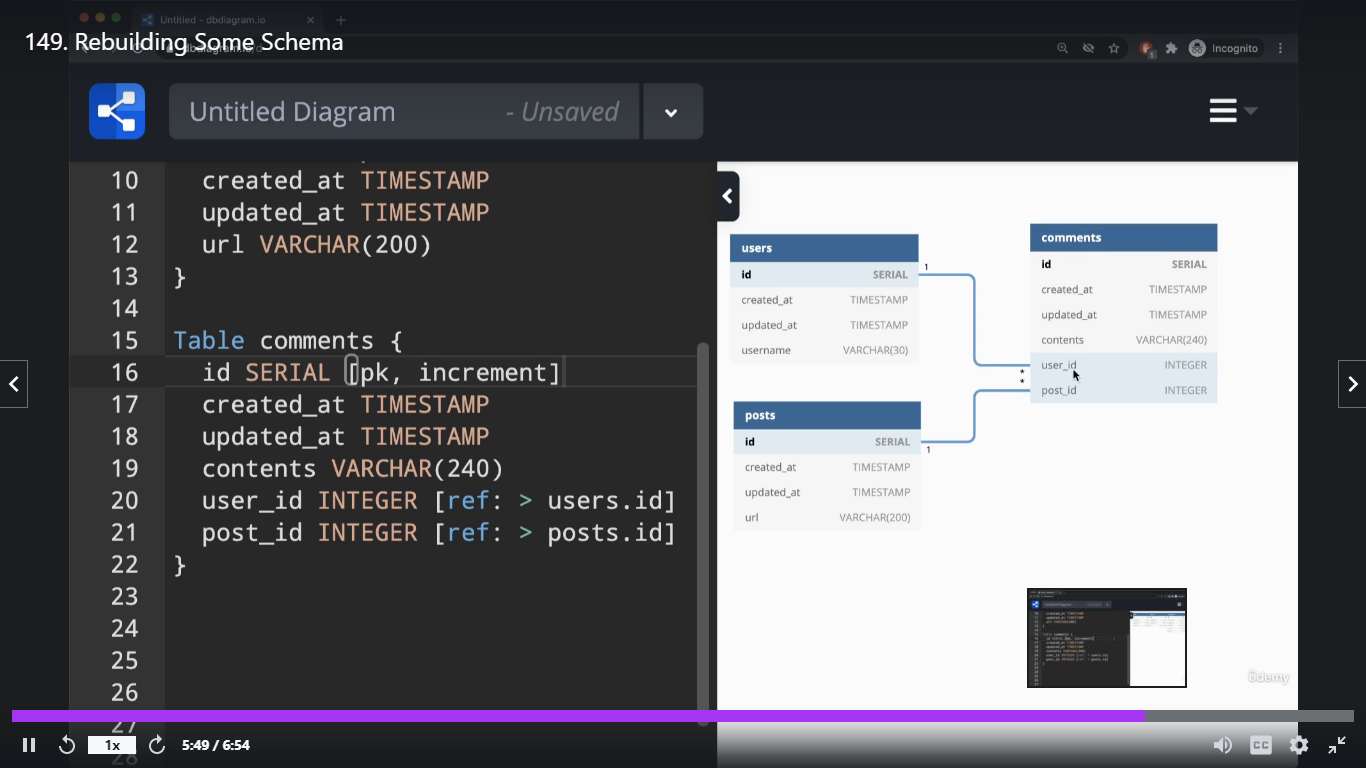 Untitled - dbdiagram.io
149. Rebuilding Some Schema
Incognito
1
Untitled Diagram - Unsaved
10 created_at TIMESTAMP
11 updated_at TIMESTAMP
12 url VARCHAR(200)
13 }
14
15 Table comments {
16 id SERIAL [pk, increment]
17 created_at TIMESTAMP
18 updated_at TIMESTAMP
19 contents VARCHAR(240)
20 user_id INTEGER [ref: > users.id]
21 post_id INTEGER [ref: > posts.id]
22 }
23
24
25
26
27
28
users
id SERIAL
created_at TIMESTAMP
updated_at TIMESTAMP
username VARCHAR(30)
1
posts
id SERIAL
created_at TIMESTAMP
updated_at TIMESTAMP
url VARCHAR(200)
1
comments
id SERIAL
created_at TIMESTAMP
updated_at TIMESTAMP
contents VARCHAR(240)
user_id INTEGER
post_id INTEGER
*
*
ûdemy
1x
5:49 / 6:54
CC